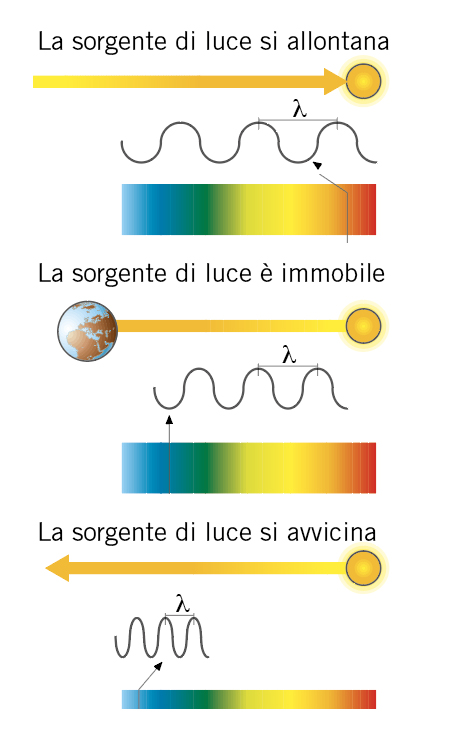 La sorgente di luce si allontana
λ
La sorgente di luce è immobile
λ
La sorgente di luce si avvicina
λ